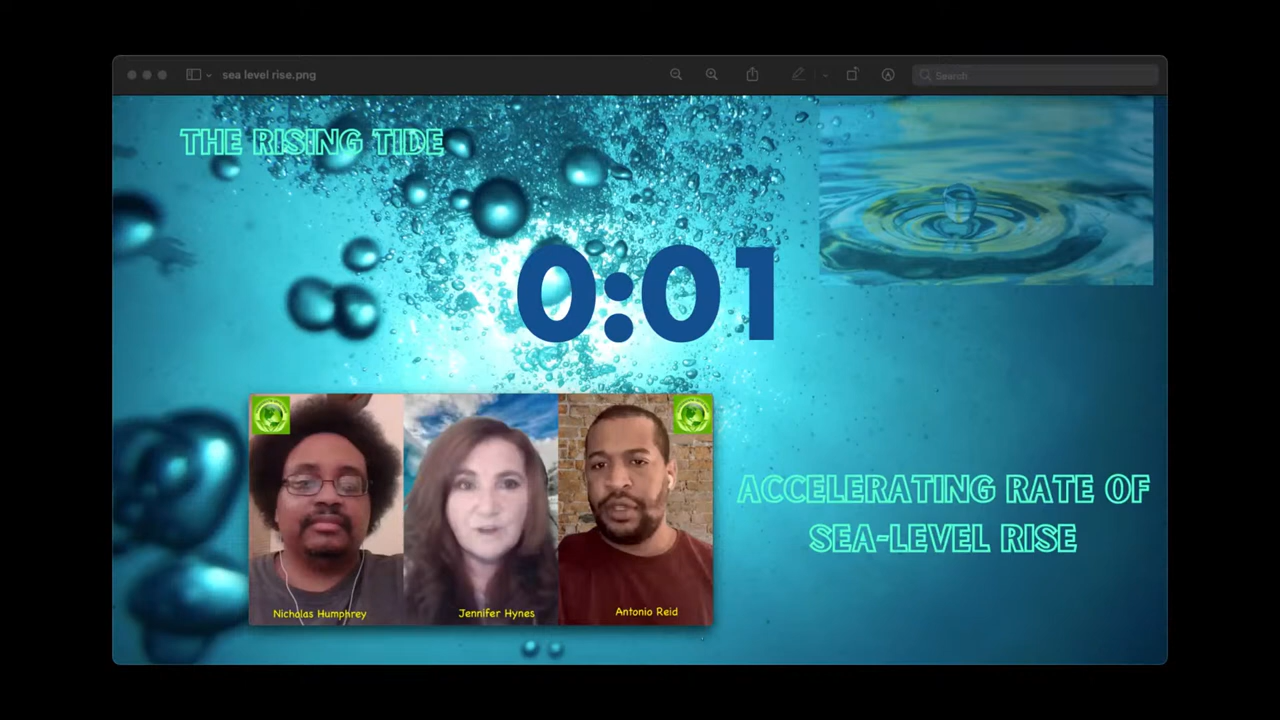 sea level rise.png
Search
THE RISING TIDE
0:01
ACCELERATING RATE OF
SEA-LEVEL RISE
Nicholas Humphrey
Jennifer Hynes
Antonio Reid